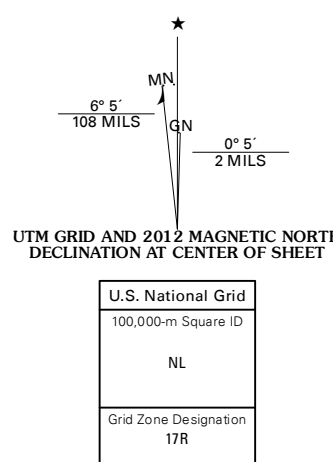 MN
6° 5´
108 MILS
GN
0° 5´
2 MILS
UTM GRID AND 2012 MAGNETIC NORTH
DECLINATION AT CENTER OF SHEET
U.S. National Grid
100,000-m Square ID
NL
Grid Zone Designation
17R